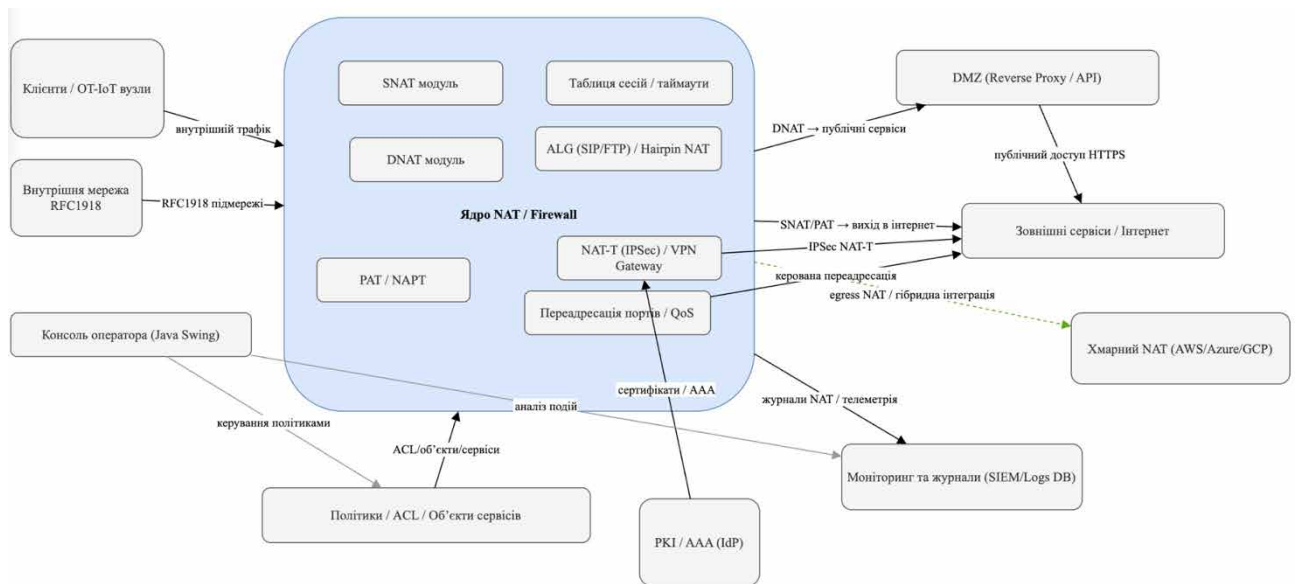 Клієнти / OT-IoT вузли
внутрішній трафік
Внутрішня мережа
RFC1918
RFC1918 підмережі
SNAT модуль
Таблиця сесій / таймаути
DNAT модуль
ALG (SIP/FTP) / Hairpin NAT
Ядро NAT / Firewall
NAT-T (IPSec) / VPN
Gateway
PAT / NAPT
Переадресація портів / QoS
DMZ (Reverse Proxy / API)
DNAT → публічні сервіси
публічний доступ HTTPS
SNAT/PAT → вихід в інтернет
Зовнішні сервіси / Інтернет
IPSec NAT-T
керована переадресація
egress NAT / гібридна інтеграція
Хмарний NAT (AWS/Azure/GCP)
Консоль оператора (Java Swing)
сертифікати / AAA
аналіз подій
журнали NAT / телеметрія
керування політиками
ACL/об’єкти/сервіси
Моніторинг та журнали (SIEM/Logs DB)
Політики / ACL / Об’єкти сервісів
PKI / AAA (IdP)